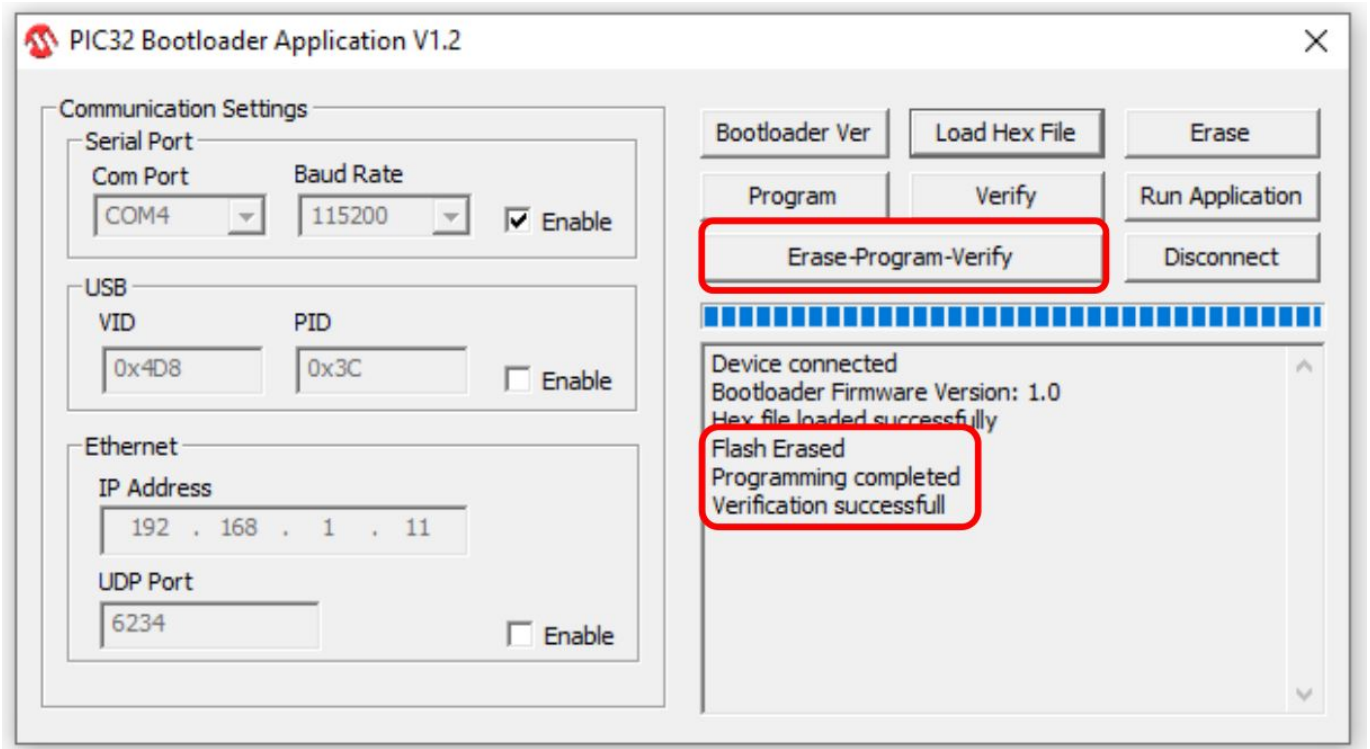 PIC32 Bootloader Application V1.2
Communication Settings
Serial Port
Com Port Baud Rate
COM4 115200 Enable
USB
VID PID
0x4D8 0x3C Enable
Ethernet
IP Address
192 . 168 . 1 . 11
UDP Port
6234 Enable
Bootloader Ver Load Hex File Erase
Program Verify Run Application
Erase-Program-Verify Disconnect
Device connected
Bootloader Firmware Version: 1.0
Hex file loaded successfully
Flash Erased
Programming completed
Verification successfull